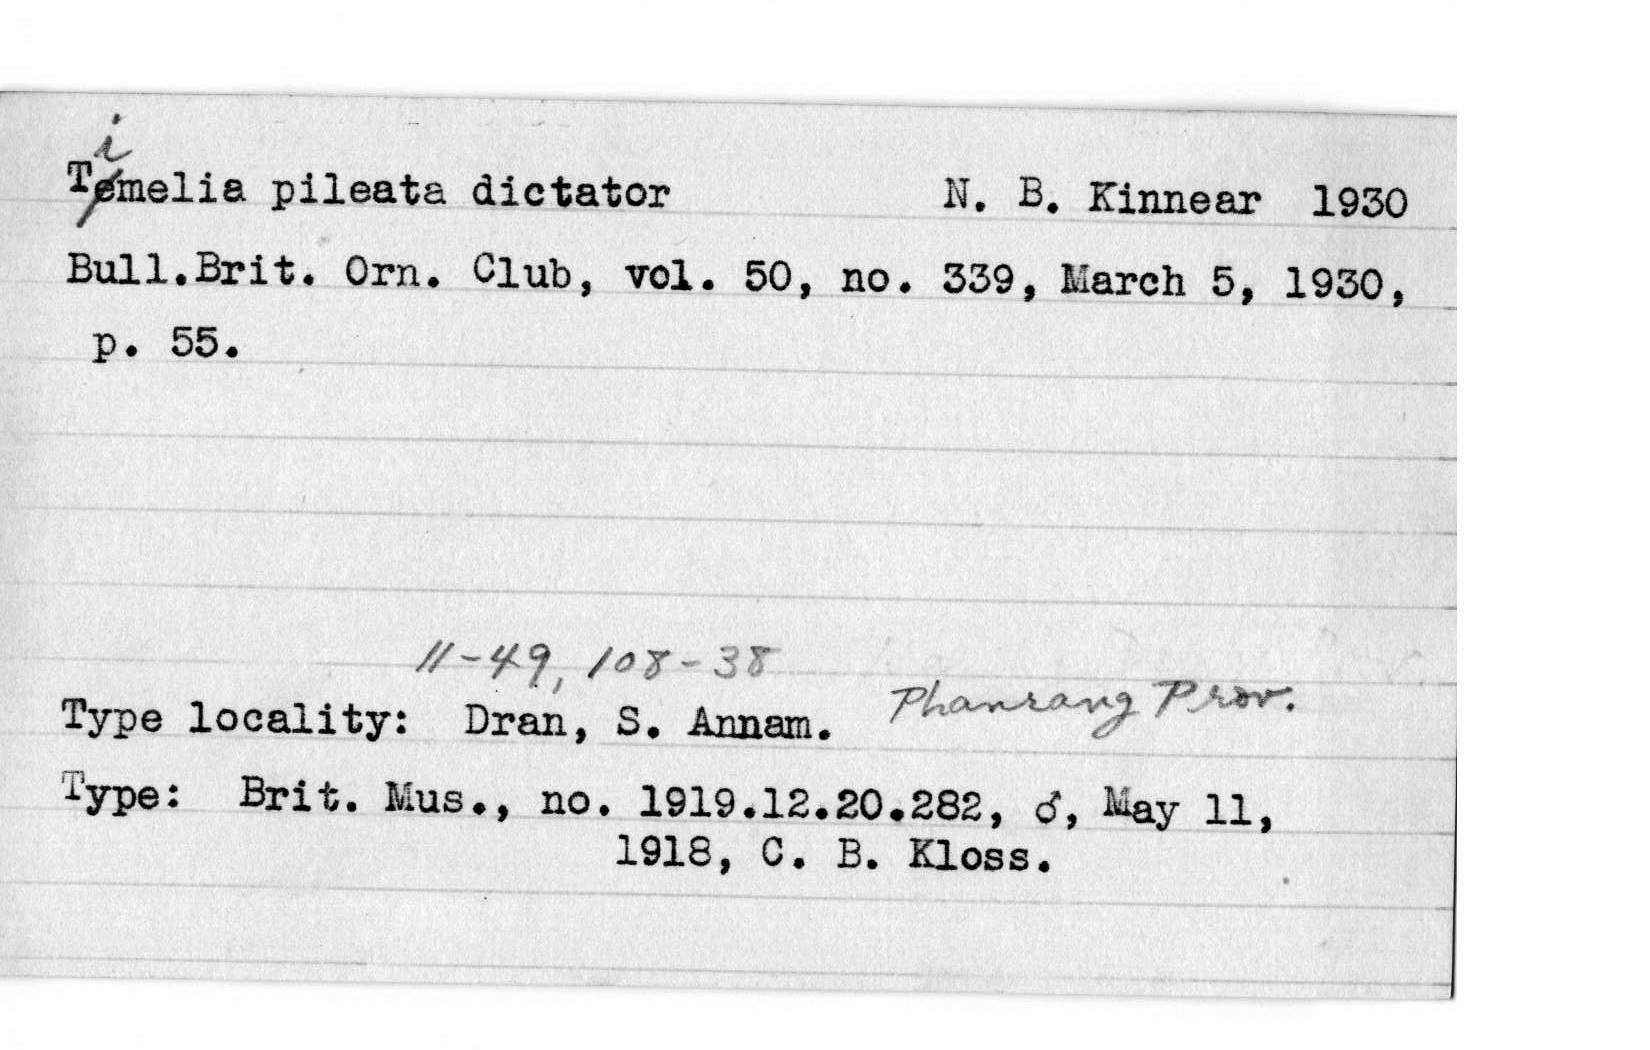 Timelia pileata dictator N. B. Kinnear 1930
Bull.Brit. Orn. Club, vol. 50, no. 339, March 5, 1930,
p. 55.
11-49, 108-38
Type locality: Dran, S. Annam. Phanrang Prov.
Type: Brit. Mus., no. 1919.12.20.282, ♂, May 11,
1918, C. B. Kloss.